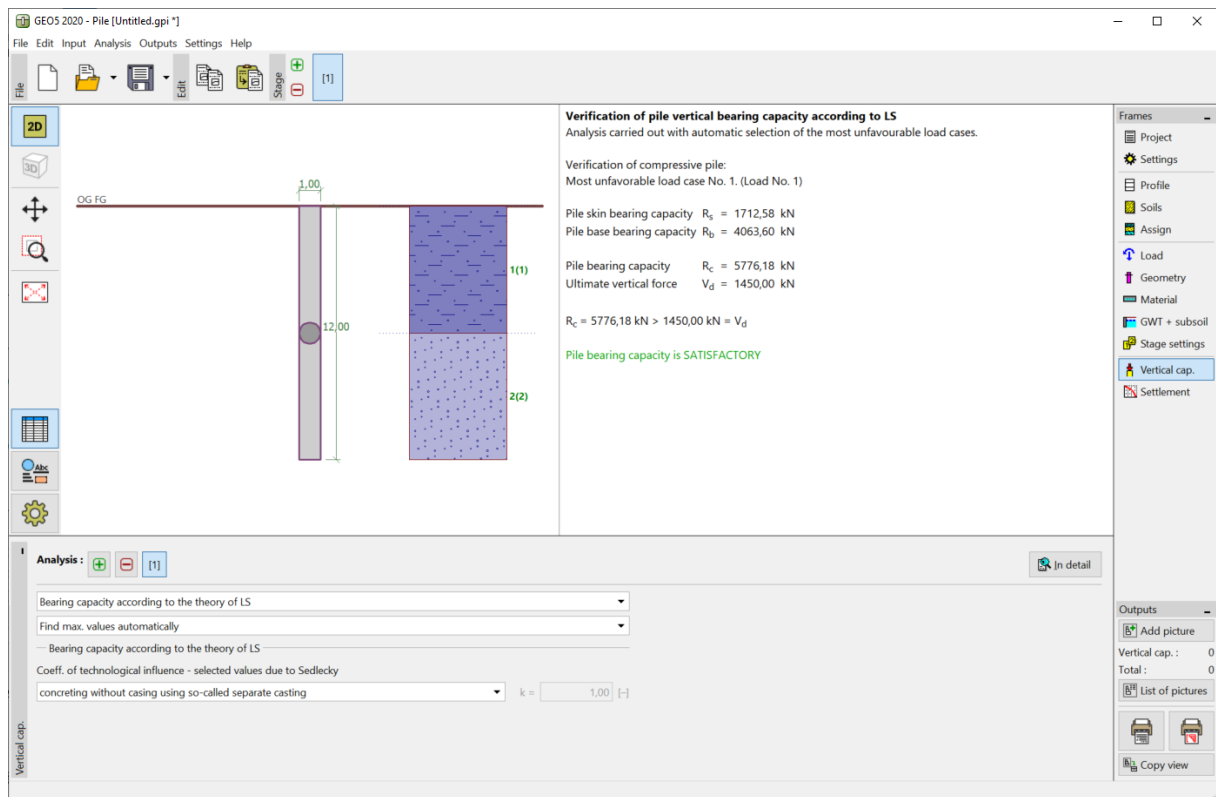 GEO5 2020 - Pile [Untitled.gpi *]
File Edit Input Analysis Outputs Settings Help
File
Edit
Stage
[1]
2D
3D
Abc
OG FG
1,00
12,00
1(1)
2(2)
Verification of pile vertical bearing capacity according to LS
Analysis carried out with automatic selection of the most unfavourable load cases.
Verification of compressive pile:
Most unfavorable load case No. 1. (Load No. 1)
Pile skin bearing capacity Rs = 1712,58 kN
Pile base bearing capacity Rb = 4063,60 kN
Pile bearing capacity Rc = 5776,18 kN
Ultimate vertical force Vd = 1450,00 kN
Rc = 5776,18 kN > 1450,00 kN = Vd
Pile bearing capacity is SATISFACTORY
Frames
Project
Settings
Profile
Soils
Assign
Load
Geometry
Material
GWT + subsoil
Stage settings
Vertical cap.
Settlement
Analysis :
[1]
In detail
Bearing capacity according to the theory of LS
Find max. values automatically
Bearing capacity according to the theory of LS
Coeff. of technological influence - selected values due to Sedlecky
concreting without casing using so-called separate casting
k = 1,00 [–]
Vertical cap.
Outputs
Add picture
Vertical cap. : 0
Total : 0
List of pictures
Copy view